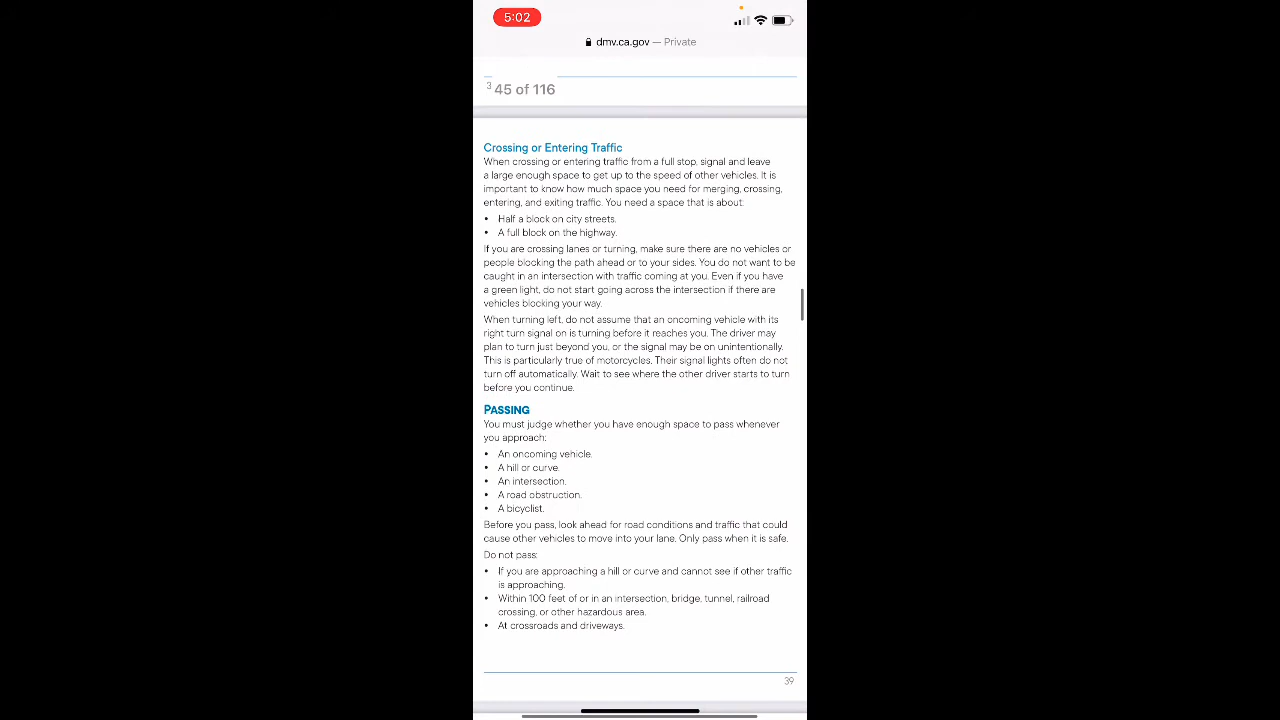 5:02
dmv.ca.gov — Private
3
45 of 116
Crossing or Entering Traffic
When crossing or entering traffic from a full stop, signal and leave
a large enough space to get up to the speed of other vehicles. It is
important to know how much space you need for merging, crossing,
entering, and exiting traffic. You need a space that is about:
• Half a block on city streets.
• A full block on the highway.
If you are crossing lanes or turning, make sure there are no vehicles or
people blocking the path ahead or to your sides. You do not want to be
caught in an intersection with traffic coming at you. Even if you have
a green light, do not start going across the intersection if there are
vehicles blocking your way.
When turning left, do not assume that an oncoming vehicle with its
right turn signal on is turning before it reaches you. The driver may
plan to turn just beyond you, or the signal may be on unintentionally.
This is particularly true of motorcycles. Their signal lights often do not
turn off automatically. Wait to see where the other driver starts to turn
before you continue.
PASSING
You must judge whether you have enough space to pass whenever
you approach:
• An oncoming vehicle.
• A hill or curve.
• An intersection.
• A road obstruction.
• A bicyclist.
Before you pass, look ahead for road conditions and traffic that could
cause other vehicles to move into your lane. Only pass when it is safe.
Do not pass:
• If you are approaching a hill or curve and cannot see if other traffic
is approaching.
• Within 100 feet of or in an intersection, bridge, tunnel, railroad
crossing, or other hazardous area.
• At crossroads and driveways.
39